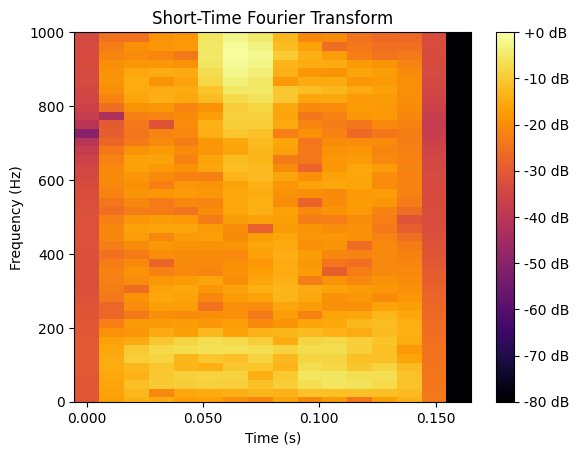 Short-Time Fourier Transform
1000
800
600
400
200
0
Frequency (Hz)
0.000
0.050
0.100
0.150
Time (s)
+0 dB
-10 dB
-20 dB
-30 dB
-40 dB
-50 dB
-60 dB
-70 dB
-80 dB